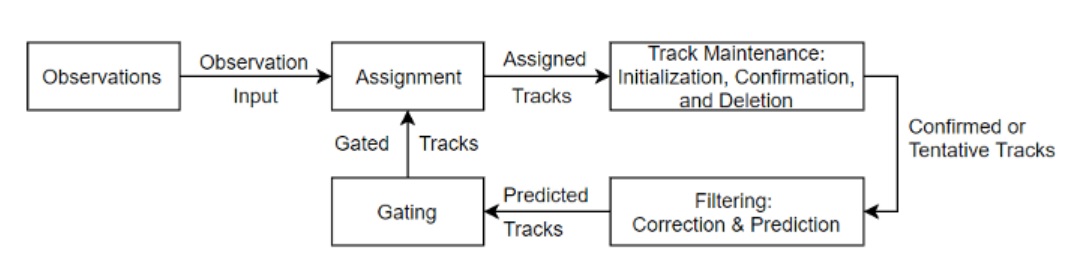 Observations
Observation
Input
Assignment
Assigned
Tracks
Track Maintenance:
Initialization, Confirmation,
and Deletion
Confirmed or
Tentative Tracks
Gated Tracks
Gating
Predicted
Tracks
Filtering:
Correction & Prediction